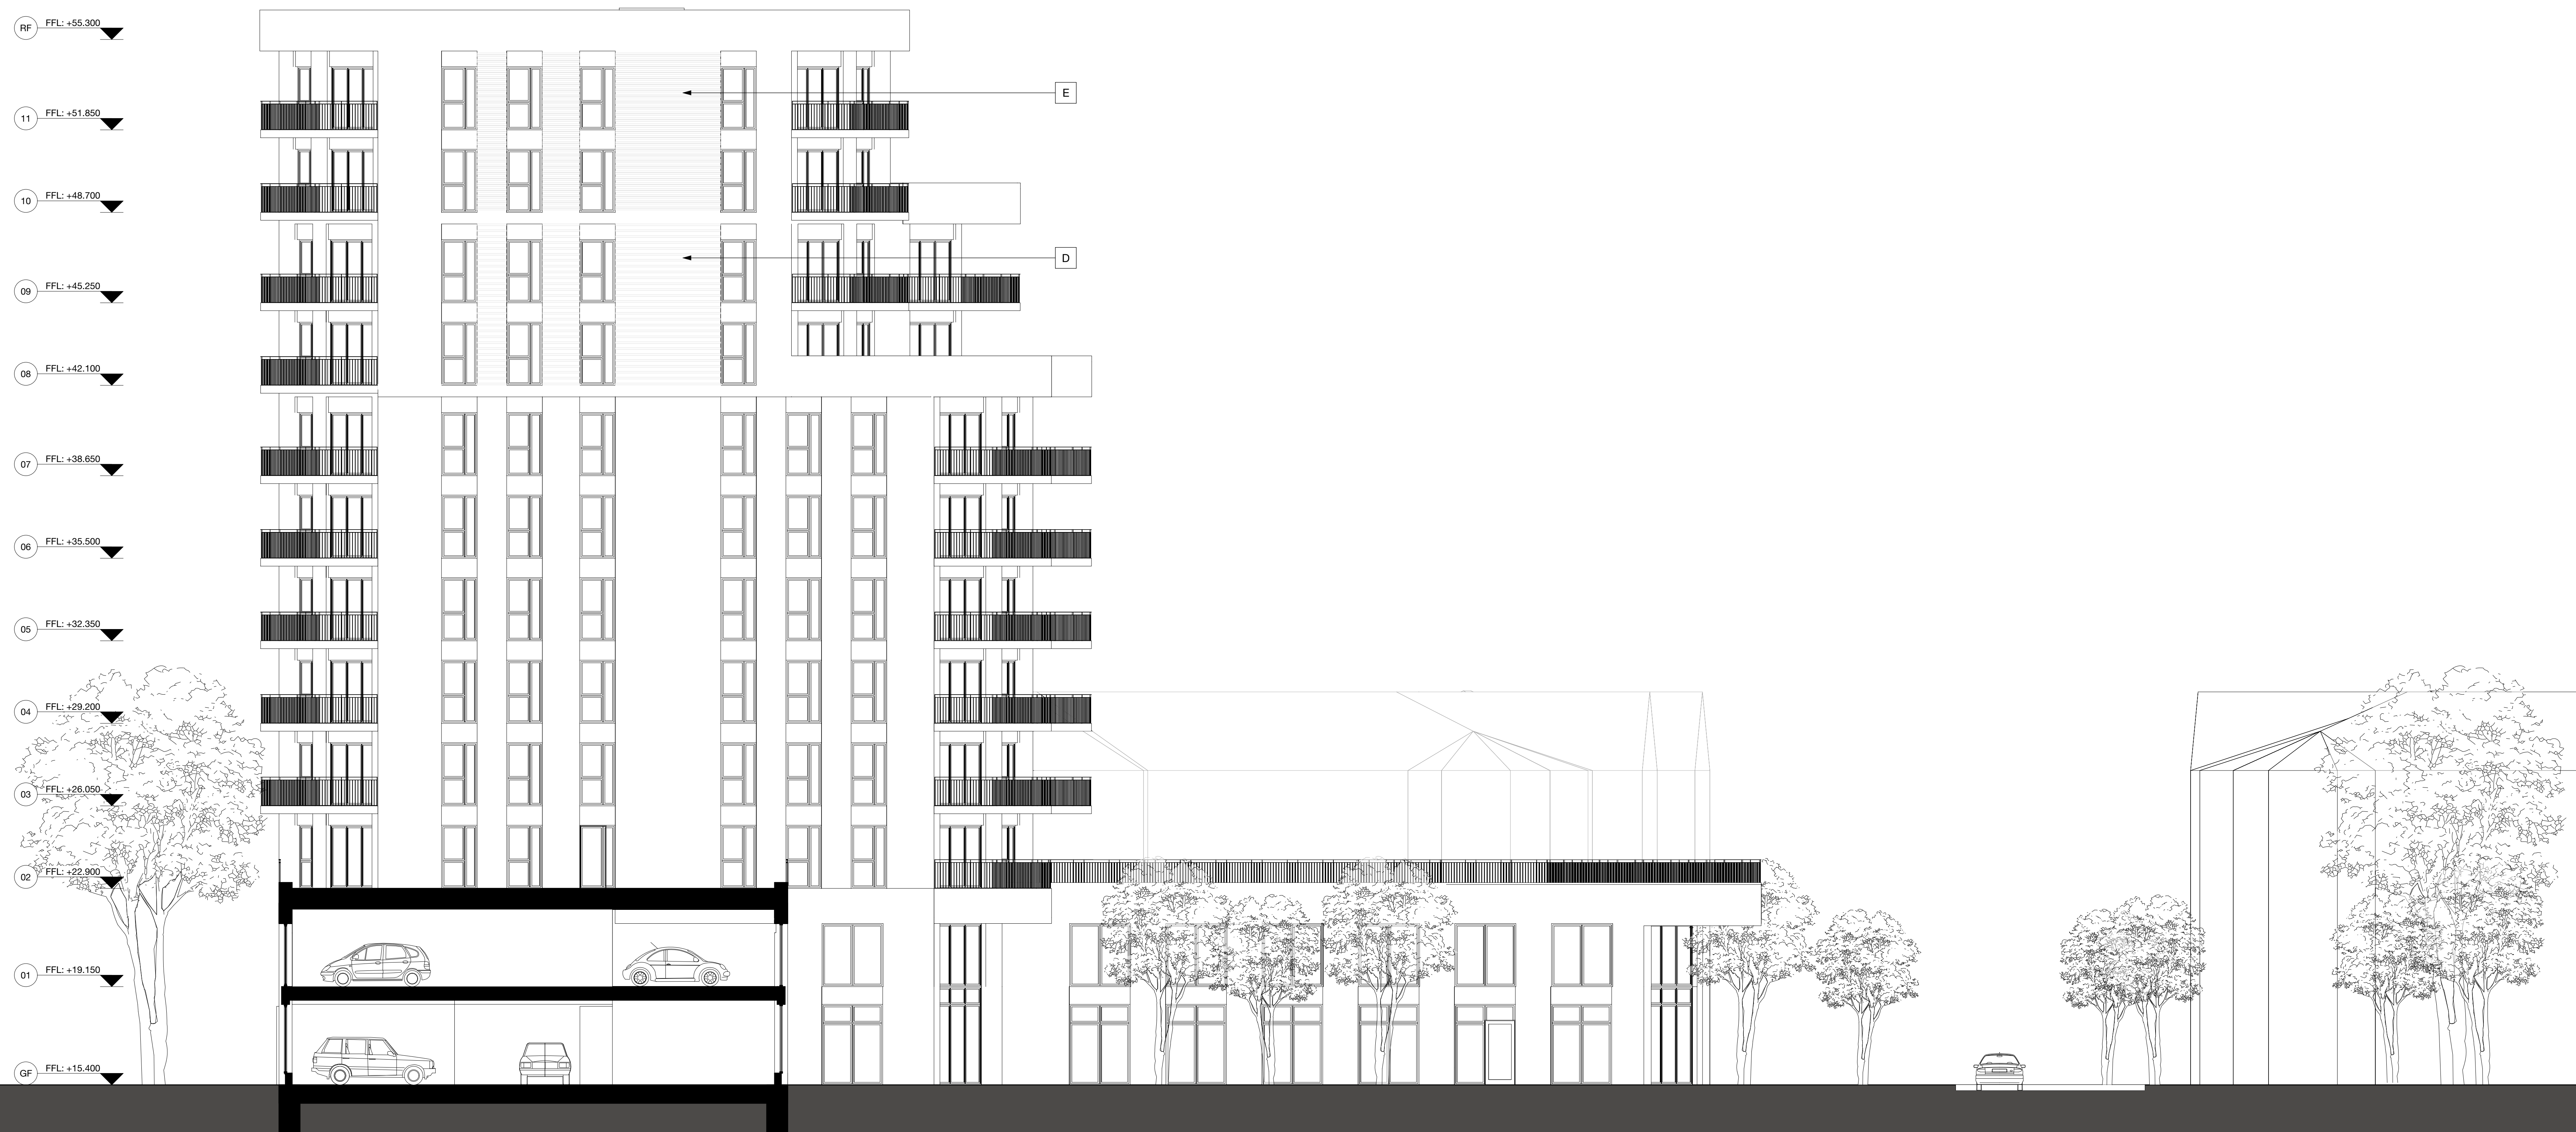 RF FFL: +55.300
E
11 FFL: +51.850
10 FFL: +48.700
D
09 FFL: +45.250
08 FFL: +42.100
07 FFL: +38.650
06 FFL: +35.500
05 FFL: +32.350
04 FFL: +29.200
03 FFL: +26.050
02 FFL: +22.900
01 FFL: +19.150
GF FFL: +15.400